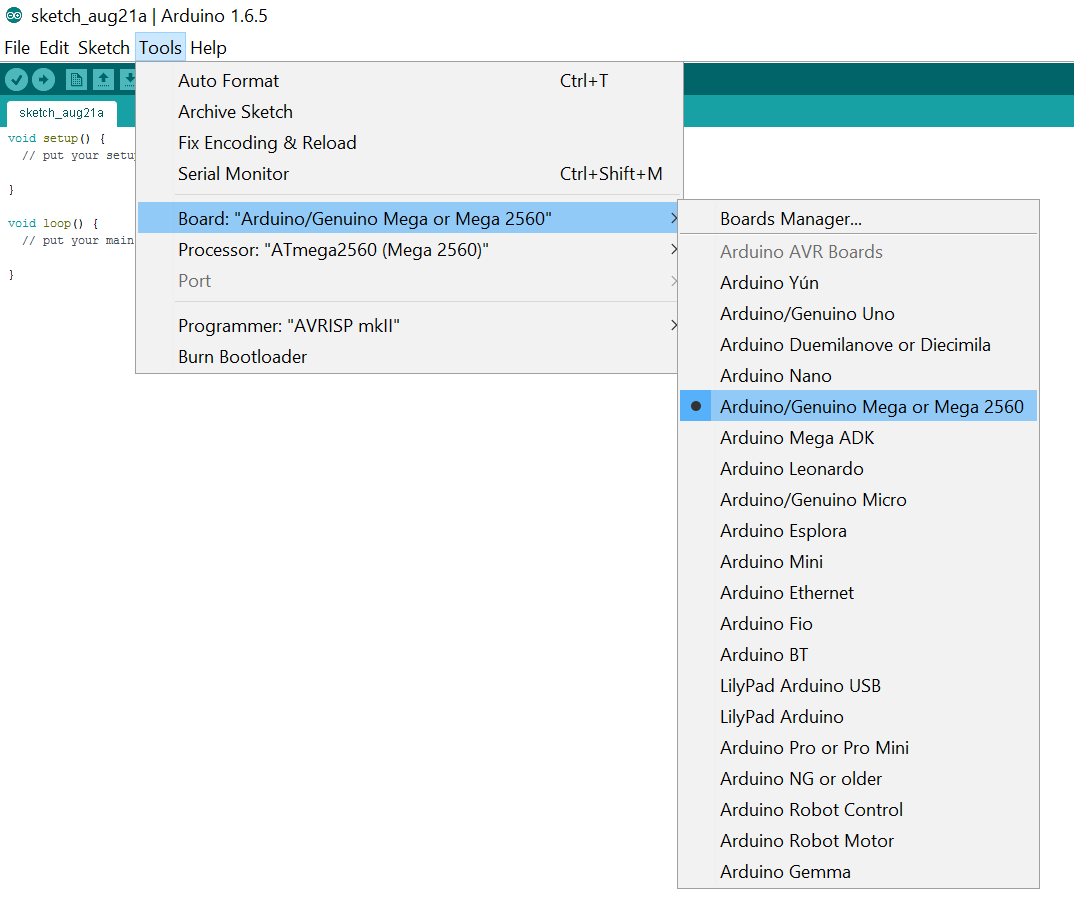 sketch_aug21a | Arduino 1.6.5
File Edit Sketch Tools Help
sketch_aug21a
void setup() {
// put your setup
}
void loop() {
// put your main
}
Auto Format Ctrl+T
Archive Sketch
Fix Encoding & Reload
Serial Monitor Ctrl+Shift+M
Board: "Arduino/Genuino Mega or Mega 2560"
Processor: "ATmega2560 (Mega 2560)"
Port
Programmer: "AVRISP mkII"
Burn Bootloader
Boards Manager...
Arduino AVR Boards
Arduino Yún
Arduino/Genuino Uno
Arduino Duemilanove or Diecimila
Arduino Nano
Arduino/Genuino Mega or Mega 2560
Arduino Mega ADK
Arduino Leonardo
Arduino/Genuino Micro
Arduino Esplora
Arduino Mini
Arduino Ethernet
Arduino Fio
Arduino BT
LilyPad Arduino USB
LilyPad Arduino
Arduino Pro or Pro Mini
Arduino NG or older
Arduino Robot Control
Arduino Robot Motor
Arduino Gemma